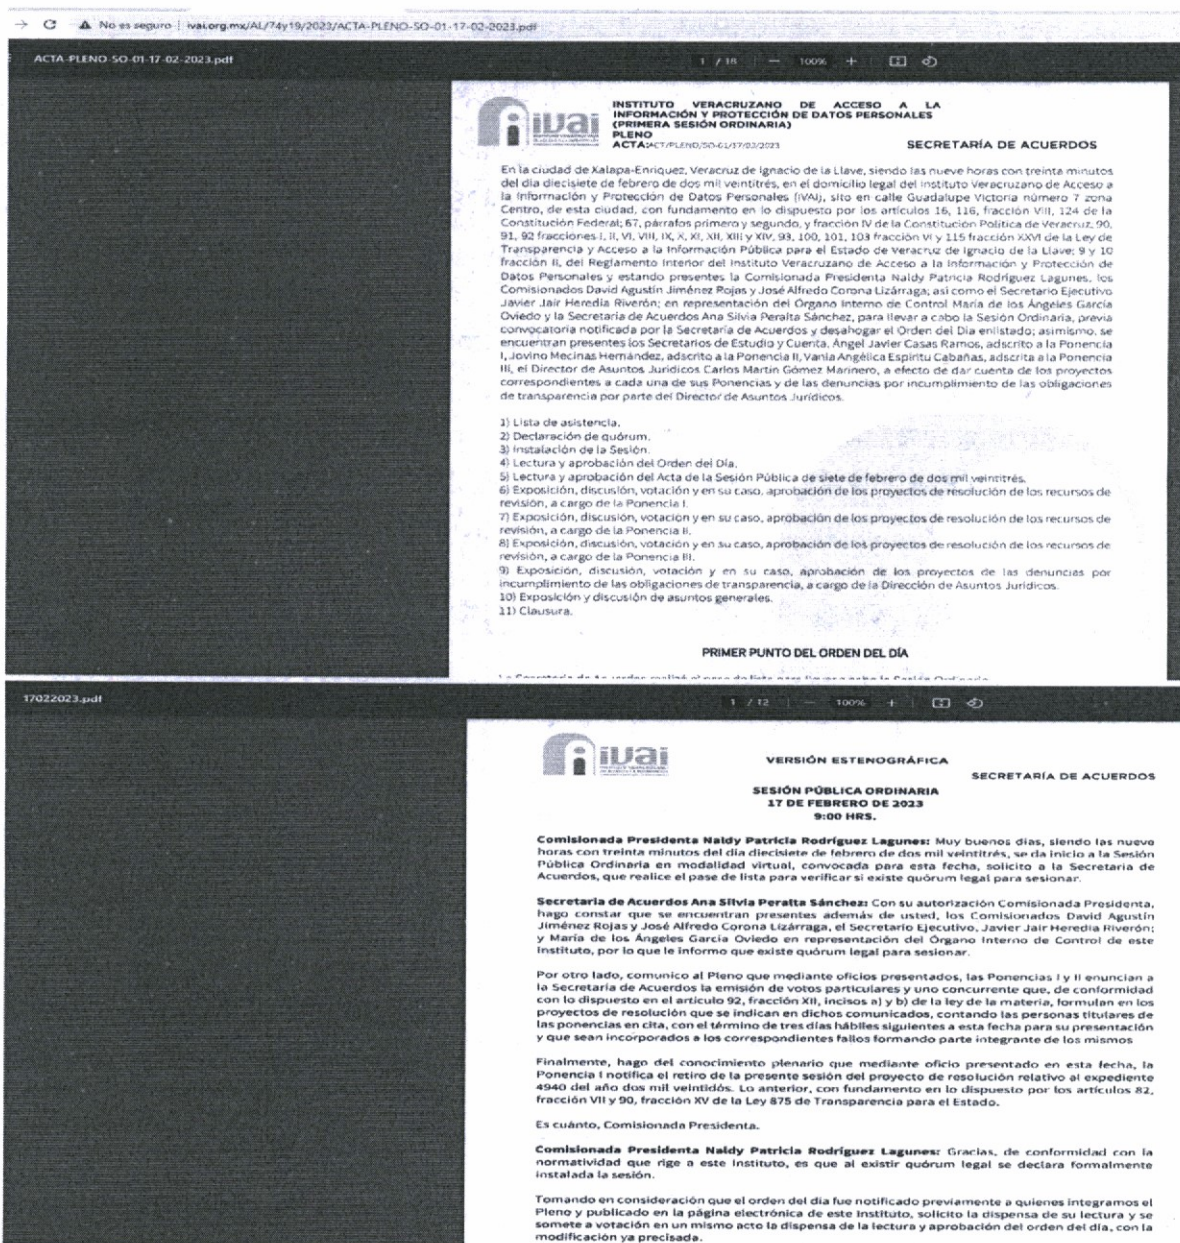 No es seguro | ivai.org.mx/AL/74y19/2023/ACTA-PLENO-SO-01-17-02-2023.pdf
ACTA-PLENO-SO-01-17-02-2023.pdf
1 / 18 — 100% +
ivai
INSTITUTO VERACRUZANO DE ACCESO A LA
INFORMACIÓN Y PROTECCIÓN DE DATOS PERSONALES
(PRIMERA SESIÓN ORDINARIA)
PLENO
ACTA:ACT/PLENO/SO-01/17/02/2023
SECRETARÍA DE ACUERDOS
En la ciudad de Xalapa-Enríquez, Veracruz de Ignacio de la Llave, siendo las nueve horas con treinta minutos
del día diecisiete de febrero de dos mil veintitrés, en el domicilio legal del Instituto Veracruzano de Acceso a
la Información y Protección de Datos Personales (IVAI), sito en calle Guadalupe Victoria número 7 zona
Centro, de esta ciudad, con fundamento en lo dispuesto por los artículos 16, 116, fracción VIII, 124 de la
Constitución Federal; 67, párrafos primero y segundo, y fracción IV de la Constitución Política de Veracruz, 90,
91, 92 fracciones I, II, VI, VIII, IX, X, XI, XII, XIII y XIV, 93, 100, 101, 103 fracción VI y 115 fracción XXVI de la Ley de
Transparencia y Acceso a la Información Pública para el Estado de Veracruz de Ignacio de la Llave; 9 y 10
fracción II, del Reglamento Interior del Instituto Veracruzano de Acceso a la Información y Protección de
Datos Personales y estando presentes la Comisionada Presidenta Naldy Patricia Rodríguez Lagunes, los
Comisionados David Agustín Jiménez Rojas y José Alfredo Corona Lizárraga; así como el Secretario Ejecutivo
Javier Jair Heredia Riverón; en representación del Órgano Interno de Control María de los Ángeles García
Oviedo y la Secretaria de Acuerdos Ana Silvia Peralta Sánchez, para llevar a cabo la Sesión Ordinaria, previa
convocatoria notificada por la Secretaría de Acuerdos y desahogar el Orden del Día enlistado; asimismo, se
encuentran presentes los Secretarios de Estudio y Cuenta, Ángel Javier Casas Ramos, adscrito a la Ponencia
I, Jovino Mecinas Hernández, adscrito a la Ponencia II, Vania Angélica Espíritu Cabañas, adscrita a la Ponencia
III, el Director de Asuntos Jurídicos Carlos Martín Gómez Marinero, a efecto de dar cuenta de los proyectos
correspondientes a cada una de sus Ponencias y de las denuncias por incumplimiento de las obligaciones
de transparencia por parte del Director de Asuntos Jurídicos.
1) Lista de asistencia.
2) Declaración de quórum.
3) Instalación de la Sesión.
4) Lectura y aprobación del Orden del Día.
5) Lectura y aprobación del Acta de la Sesión Pública de siete de febrero de dos mil veintitrés.
6) Exposición, discusión, votación y en su caso, aprobación de los proyectos de resolución de los recursos de
revisión, a cargo de la Ponencia I.
7) Exposición, discusión, votación y en su caso, aprobación de los proyectos de resolución de los recursos de
revisión, a cargo de la Ponencia II.
8) Exposición, discusión, votación y en su caso, aprobación de los proyectos de resolución de los recursos de
revisión, a cargo de la Ponencia III.
9) Exposición, discusión, votación y en su caso, aprobación de los proyectos de las denuncias por
incumplimiento de las obligaciones de transparencia, a cargo de la Dirección de Asuntos Jurídicos.
10) Exposición y discusión de asuntos generales.
11) Clausura.
PRIMER PUNTO DEL ORDEN DEL DÍA
17022023.pdf
1 / 12 — 100% +
ivai
VERSIÓN ESTENOGRÁFICA
SECRETARÍA DE ACUERDOS
SESIÓN PÚBLICA ORDINARIA
17 DE FEBRERO DE 2023
9:00 HRS.
Comisionada Presidenta Naldy Patricia Rodríguez Lagunes: Muy buenos días, siendo las nueve
horas con treinta minutos del día diecisiete de febrero de dos mil veintitrés, se da inicio a la Sesión
Pública Ordinaria en modalidad virtual, convocada para esta fecha, solicito a la Secretaria de
Acuerdos, que realice el pase de lista para verificar si existe quórum legal para sesionar.
Secretaria de Acuerdos Ana Silvia Peralta Sánchez: Con su autorización Comisionada Presidenta,
hago constar que se encuentran presentes además de usted, los Comisionados David Agustín
Jiménez Rojas y José Alfredo Corona Lizárraga, el Secretario Ejecutivo, Javier Jair Heredia Riverón;
y María de los Ángeles García Oviedo en representación del Órgano Interno de Control de este
Instituto, por lo que le informo que existe quórum legal para sesionar.
Por otro lado, comunico al Pleno que mediante oficios presentados, las Ponencias I y II enuncian a
la Secretaría de Acuerdos la emisión de votos particulares y uno concurrente que, de conformidad
con lo dispuesto en el artículo 92, fracción XII, incisos a) y b) de la ley de la materia, formulan en los
proyectos de resolución que se indican en dichos comunicados, contando las personas titulares de
las ponencias en cita, con el término de tres días hábiles siguientes a esta fecha para su presentación
y que sean incorporados a los correspondientes fallos formando parte integrante de los mismos
Finalmente, hago del conocimiento plenario que mediante oficio presentado en esta fecha, la
Ponencia I notifica el retiro de la presente sesión del proyecto de resolución relativo al expediente
4940 del año dos mil veintidós. Lo anterior, con fundamento en lo dispuesto por los artículos 82,
fracción VII y 90, fracción XV de la Ley 875 de Transparencia para el Estado.
Es cuánto, Comisionada Presidenta.
Comisionada Presidenta Naldy Patricia Rodríguez Lagunes: Gracias, de conformidad con la
normatividad que rige a este Instituto, es que al existir quórum legal se declara formalmente
instalada la sesión.
Tomando en consideración que el orden del día fue notificado previamente a quienes integramos el
Pleno y publicado en la página electrónica de este Instituto, solicito la dispensa de su lectura y se
somete a votación en un mismo acto la dispensa de la lectura y aprobación del orden del día, con la
modificación ya precisada.